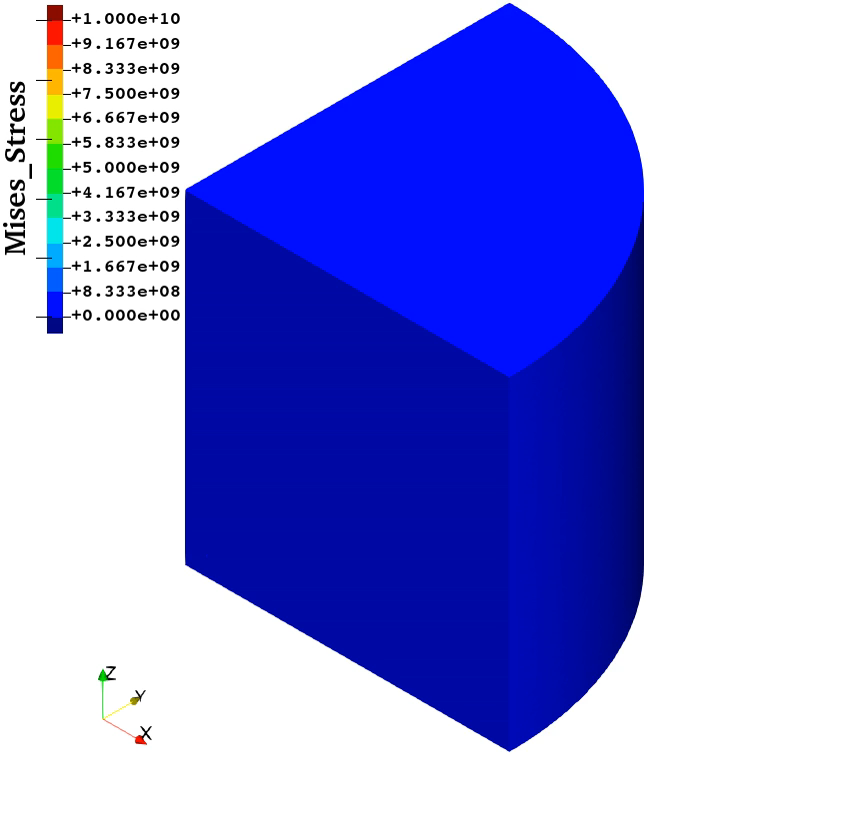 Mises_Stress
+1.000e+10
+9.167e+09
+8.333e+09
+7.500e+09
+6.667e+09
+5.833e+09
+5.000e+09
+4.167e+09
+3.333e+09
+2.500e+09
+1.667e+09
+8.333e+08
+0.000e+00
Z
Y
X